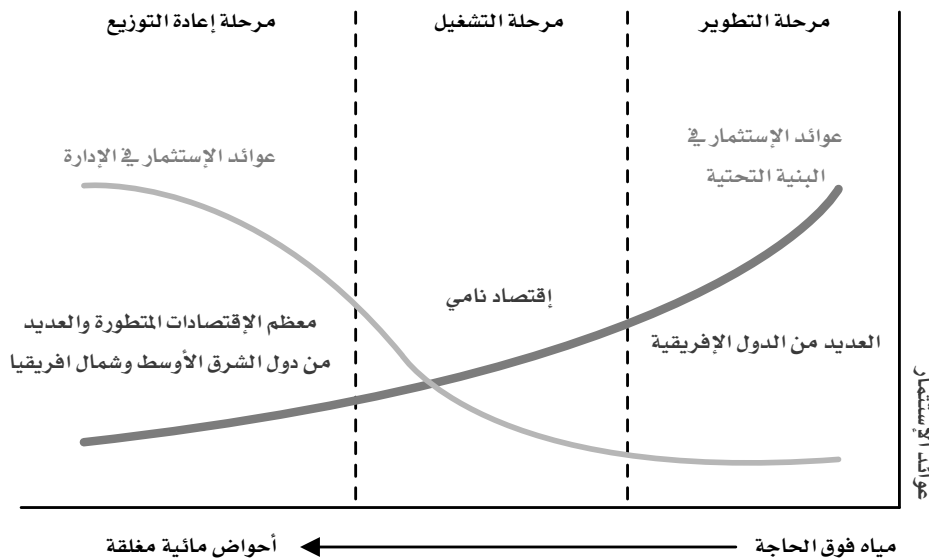 مرحلة التطوير
مرحلة التشغيل
مرحلة إعادة التوزيع
عوائد الإستثمار في
البنية التحتية
عوائد الإستثمار في الإدارة
إقتصاد نامي
العديد من الدول الإفريقية
معظم الإقتصادات المتطورة والعديد
من دول الشرق الأوسط وشمال افريقيا
عوائد الإستثمار
مياه فوق الحاجة
أحواض مائية مغلقة